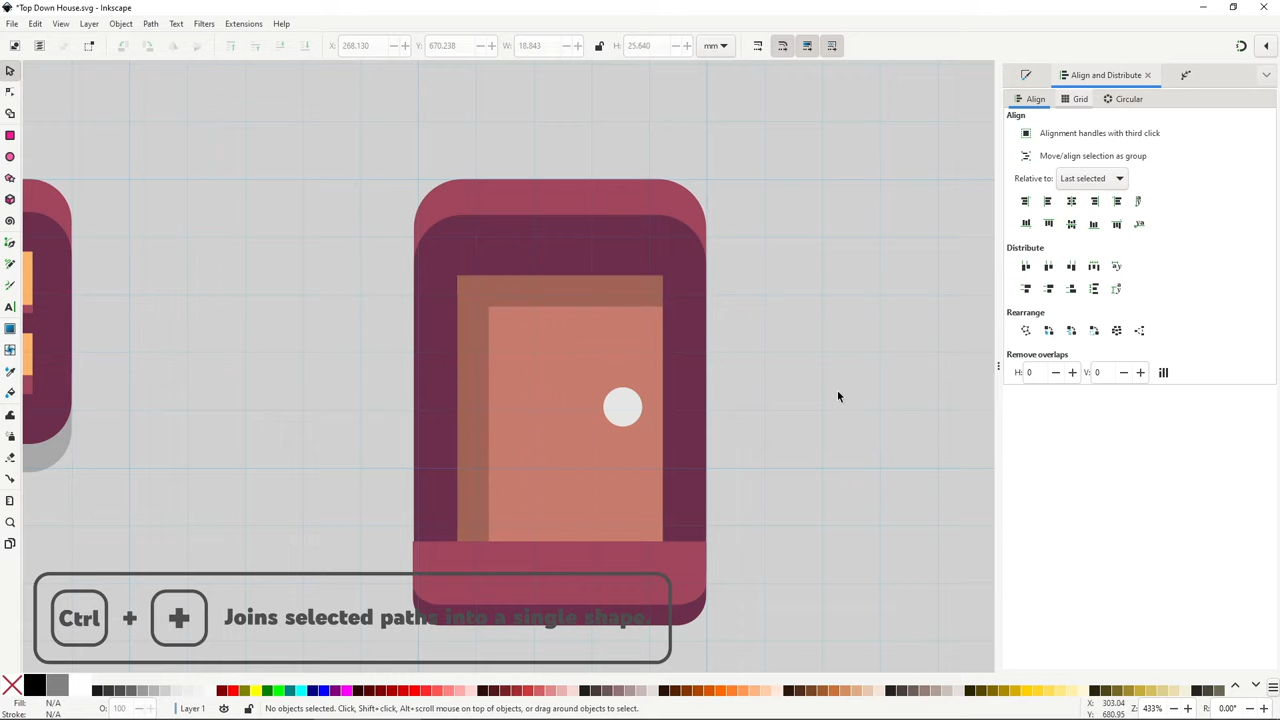 *Top Down House.svg - Inkscape
File Edit View Layer Object Path Text Filters Extensions Help
X: 268.130 Y: 670.238 W: 18.843 H: 25.640 mm
Align and Distribute
Align Grid Circular
Align
Alignment handles with third click
Move/align selection as group
Relative to: Last selected
Distribute
Rearrange
Remove overlaps
H: 0 V: 0
Ctrl + + Joins selected paths into a single shape.
Fill: N/A
Stroke: N/A
O: 100
Layer 1
No objects selected. Click, Shift+click, Alt+scroll mouse on top of objects, or drag around objects to select.
X: 303.04
Y: 680.95
Z: 433%
R: 0.00°